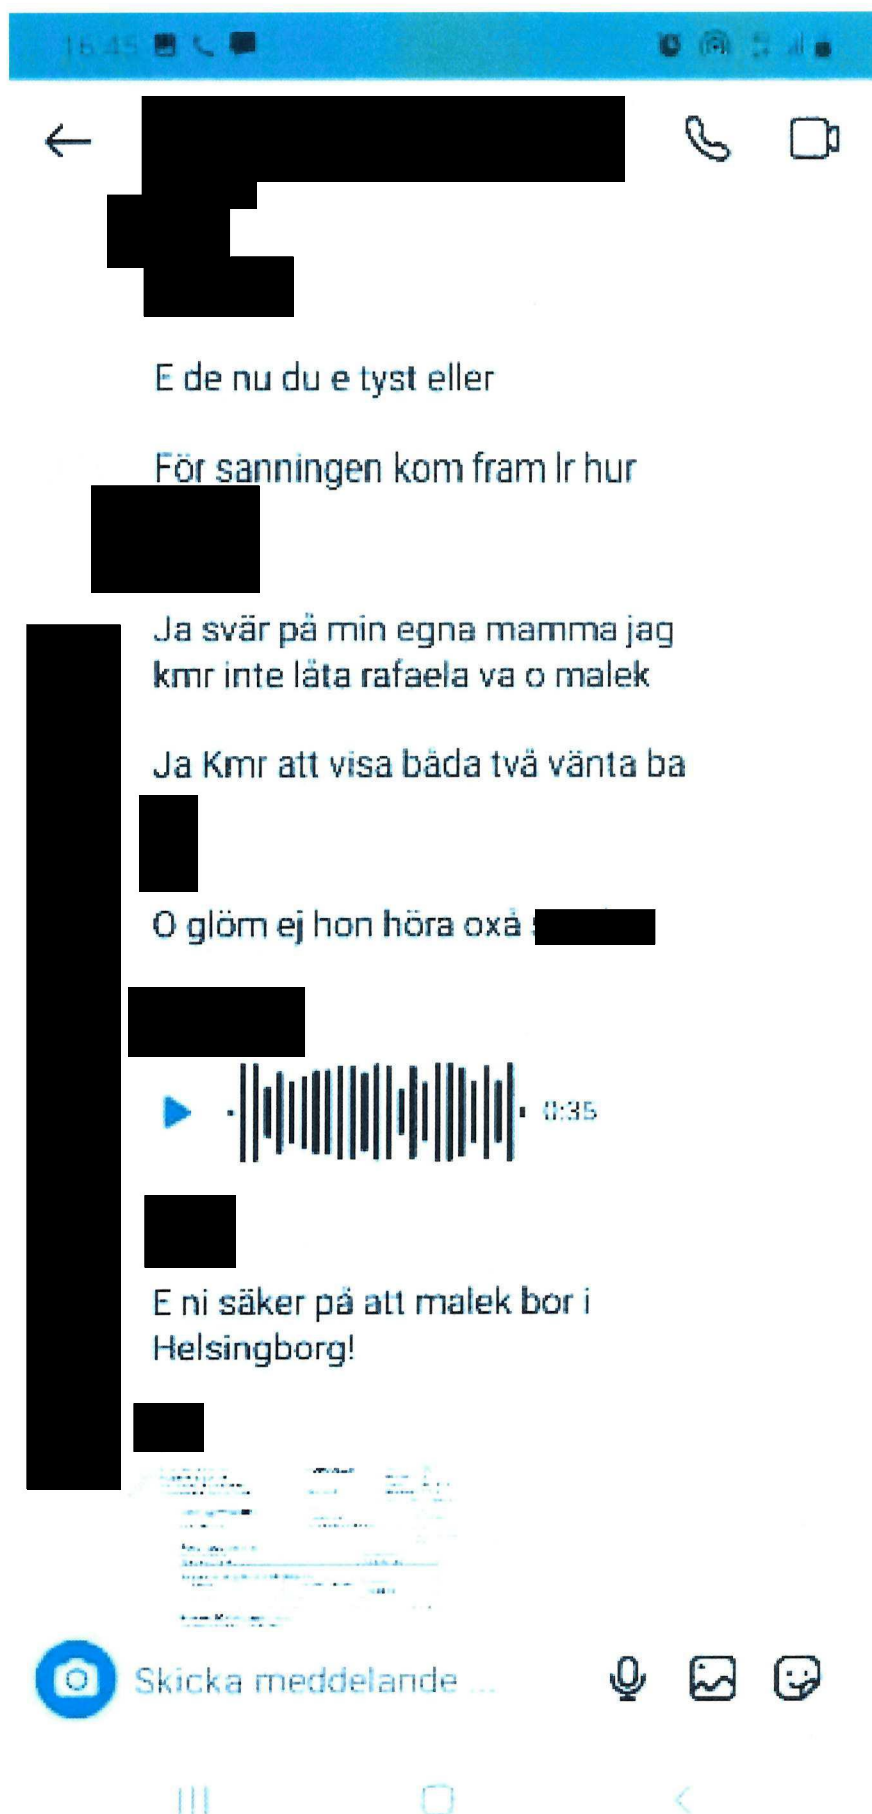 16:45
E de nu du e tyst eller
För sanningen kom fram lr hur
Ja svär på min egna mamma jag
kmr inte låta rafaela va o malek
Ja Kmr att visa båda två vänta ba
O glöm ej hon höra oxå
0:35
E ni säker på att malek bor i
Helsingborg!
Skicka meddelande ...